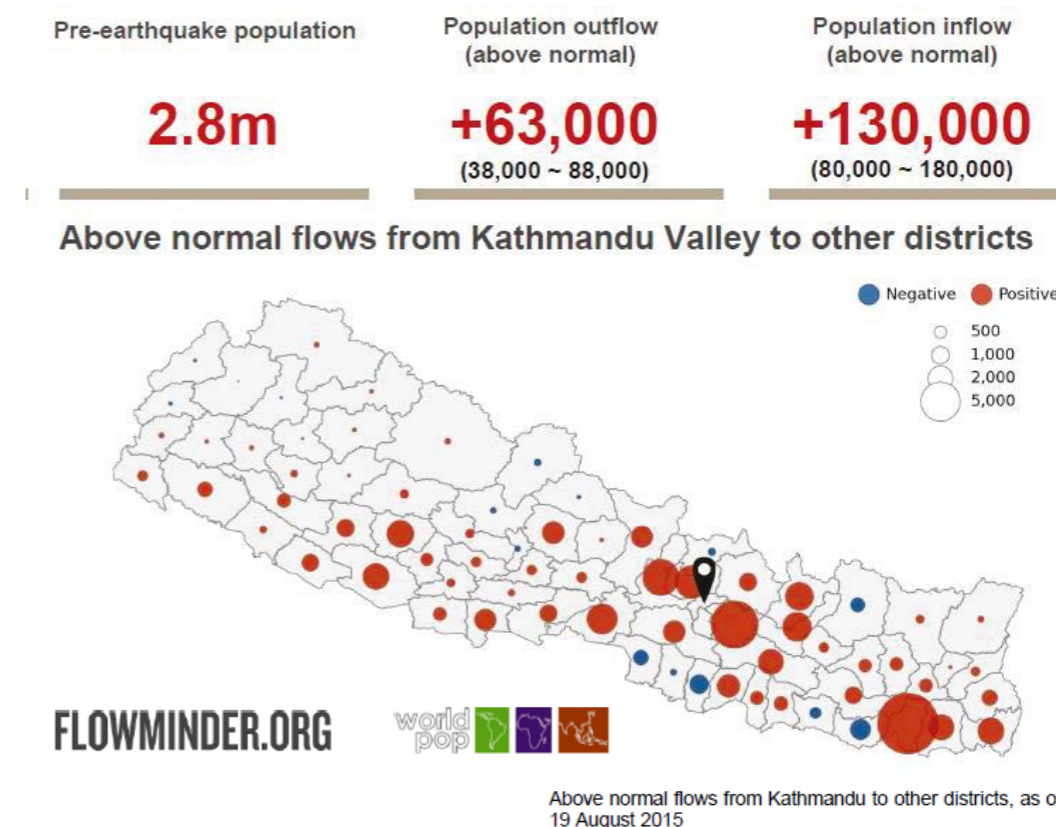 Pre-earthquake population
2.8m
Population outflow
(above normal)
+63,000
(38,000 ~ 88,000)
Population inflow
(above normal)
+130,000
(80,000 ~ 180,000)
Above normal flows from Kathmandu Valley to other districts
Negative
Positive
500
1,000
2,000
5,000
FLOWMINDER.ORG
world
pop
Above normal flows from Kathmandu to other districts, as o
19 August 2015